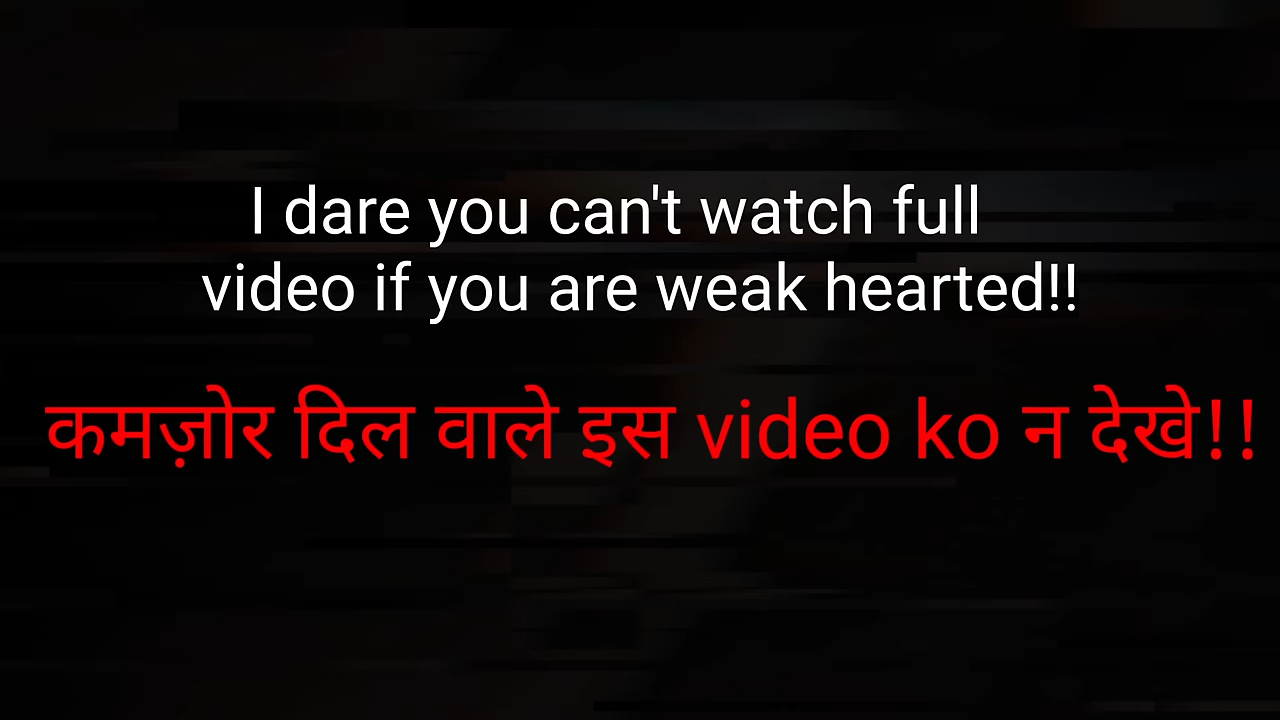 I dare you can't watch full
video if you are weak hearted!!
कमज़ोर दिल वाले इस video ko न देखे!!